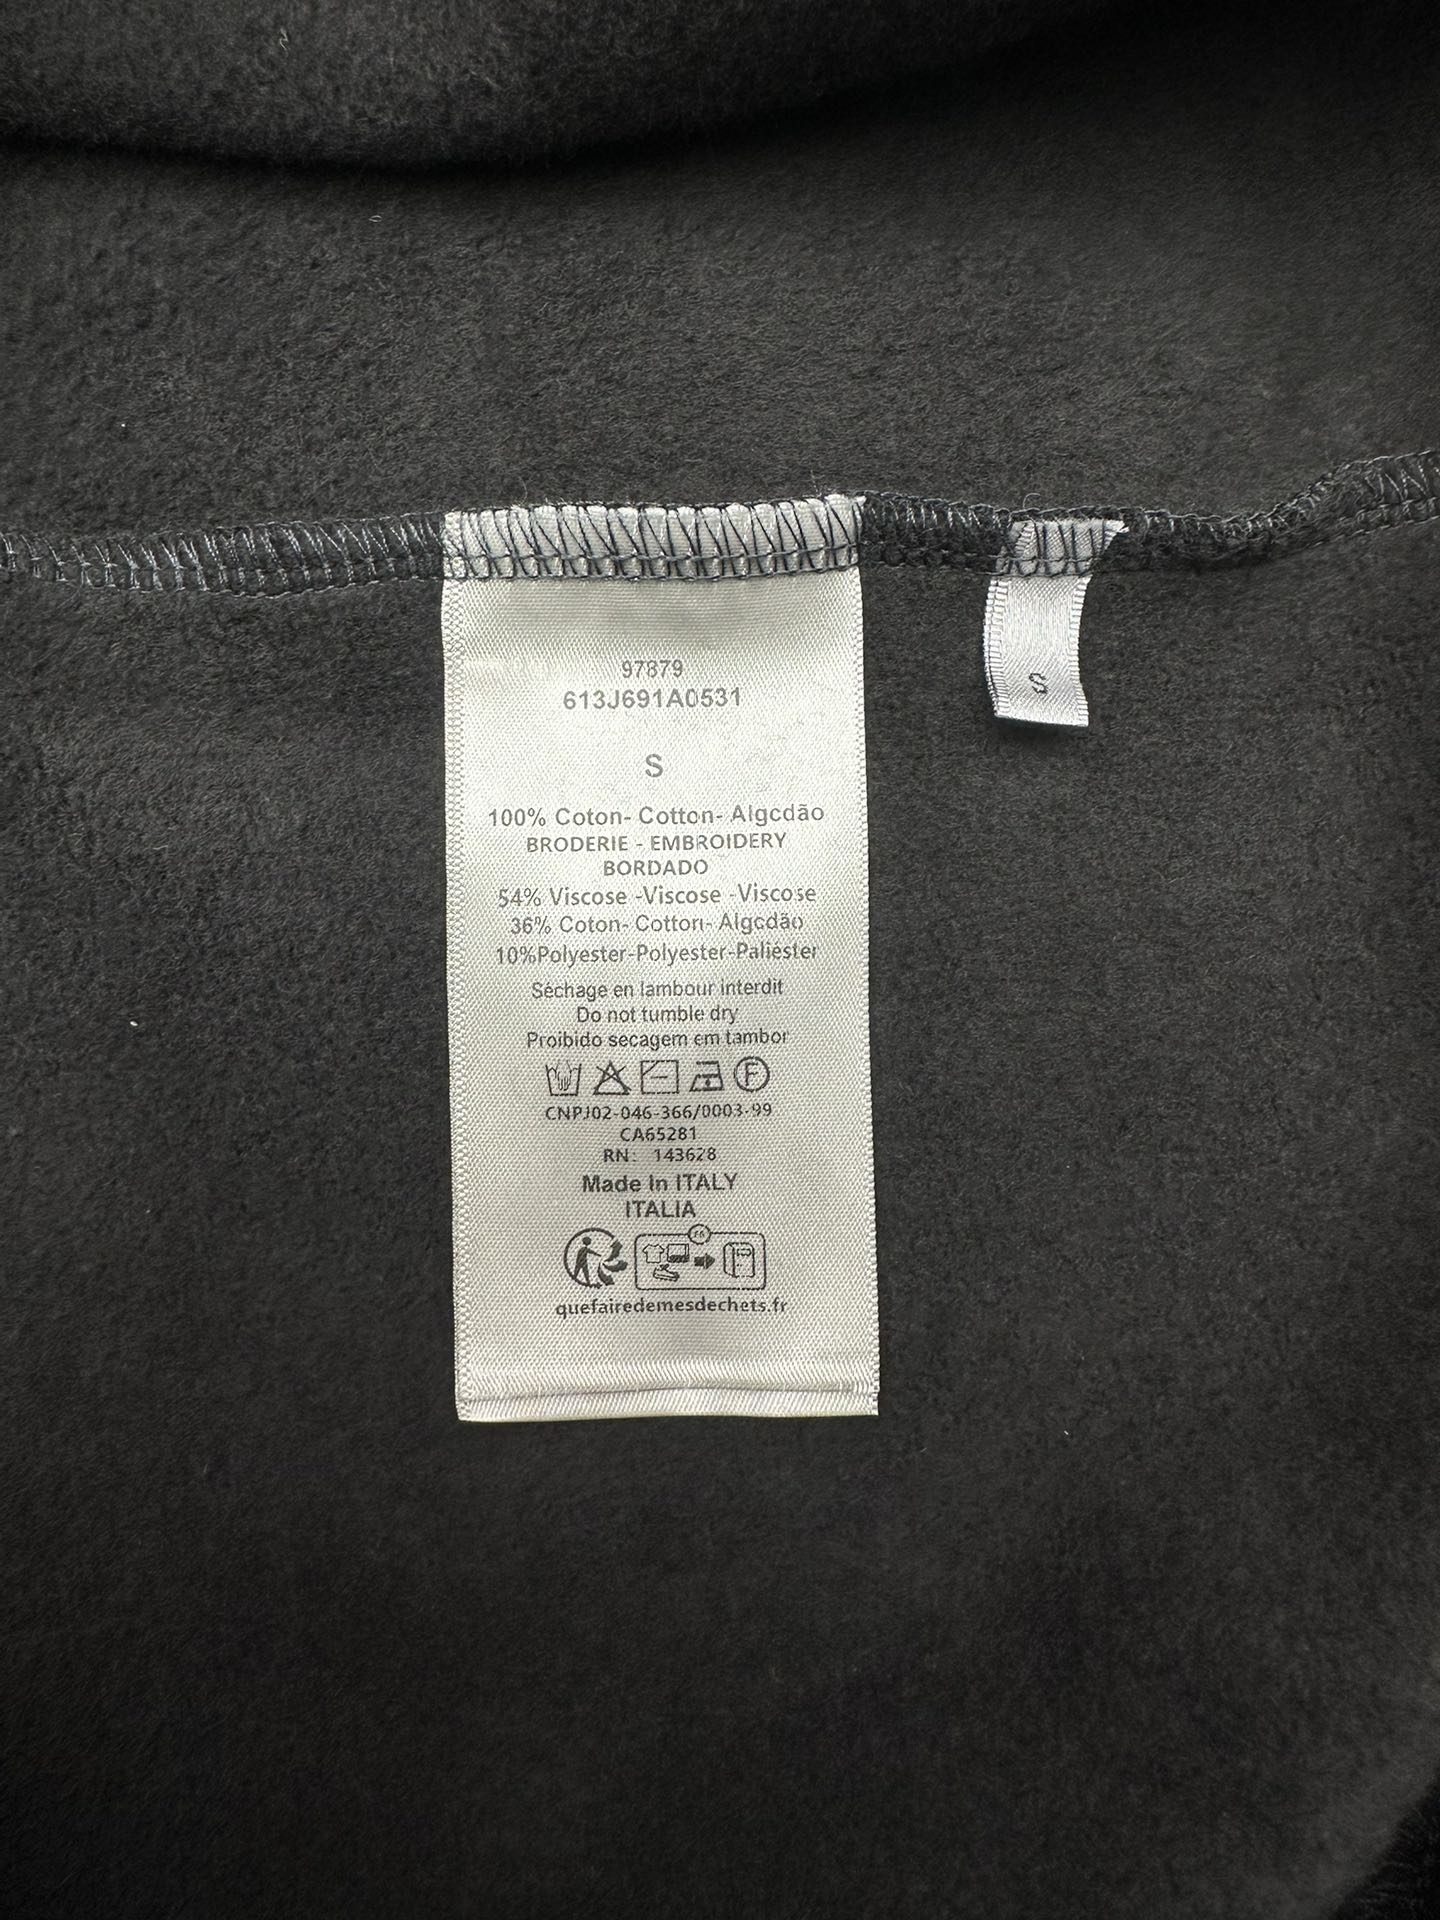 97879
613J691A0531
S
S
100% Coton- Cotton- Algcdão
BRODERIE - EMBROIDERY
BORDADO
54% Viscose -Viscose -Viscose
36% Coton- Cotton- Algcdão
10%Polyester-Polyester-Paliéster
Séchage en lambour interdit
Do not tumble dry
Proibido secagem em tambor
F
CNPJ02-046-366/0003-99
CA65281
RN: 143628
Made In ITALY
ITALIA
FR
quefairedemesdechets.fr